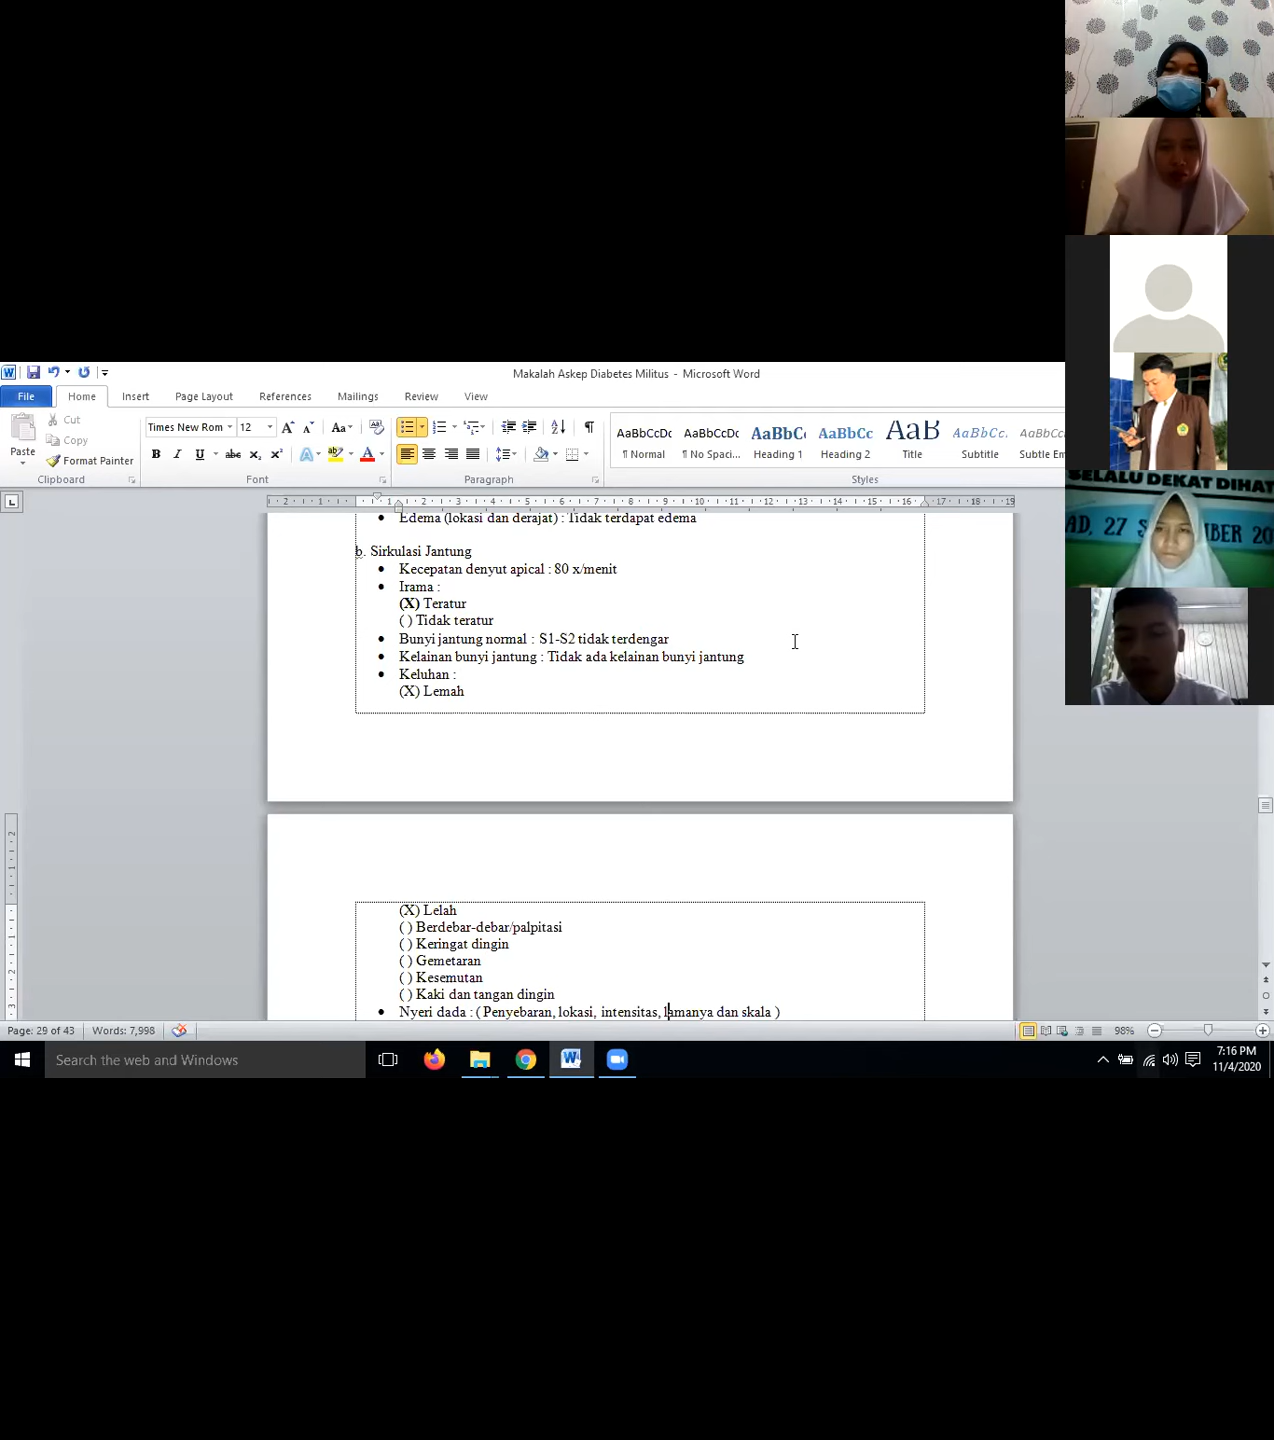 Makalah Askep Diabetes Militus - Microsoft Word
File Home Insert Page Layout References Mailings Review View
Cut
Copy
Format Painter
Paste
Clipboard
Times New Rom 12
Font
Paragraph
AaBbCcDc AaBbCcDc AaBbC AaBbCc AaB AaBbCc. AaBbCcD
¶ Normal ¶ No Spaci... Heading 1 Heading 2 Title Subtitle Subtle Em
Styles
Edema (lokasi dan derajat) : Tidak terdapat edema
b. Sirkulasi Jantung
• Kecepatan denyut apical : 80 x/menit
• Irama :
(X) Teratur
( ) Tidak teratur
• Bunyi jantung normal : S1-S2 tidak terdengar
• Kelainan bunyi jantung : Tidak ada kelainan bunyi jantung
• Keluhan :
(X) Lemah
(X) Lelah
( ) Berdebar-debar/palpitasi
( ) Keringat dingin
( ) Gemetaran
( ) Kesemutan
( ) Kaki dan tangan dingin
• Nyeri dada : ( Penyebaran, lokasi, intensitas, lamanya dan skala )
Page: 29 of 43 Words: 7,998 98%
Search the web and Windows
7:16 PM
11/4/2020
SELALU DEKAT DIHAT
AD, 27 S BER 20